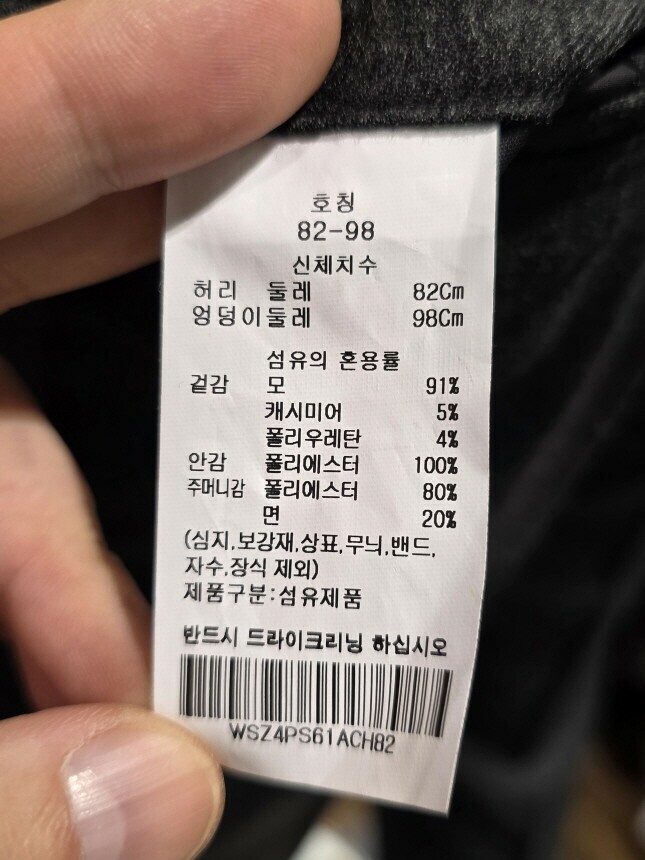 호칭
82-98
신체치수
허리 둘레 82Cm
엉덩이둘레 98Cm
섬유의 혼용률
겉감 모 91%
캐시미어 5%
폴리우레탄 4%
안감 폴리에스터 100%
주머니감 폴리에스터 80%
면 20%
(심지,보강재,상표,무늬,밴드,
자수,장식 제외)
제품구분:섬유제품
반드시 드라이크리닝 하십시오
WSZ4PS61ACH82